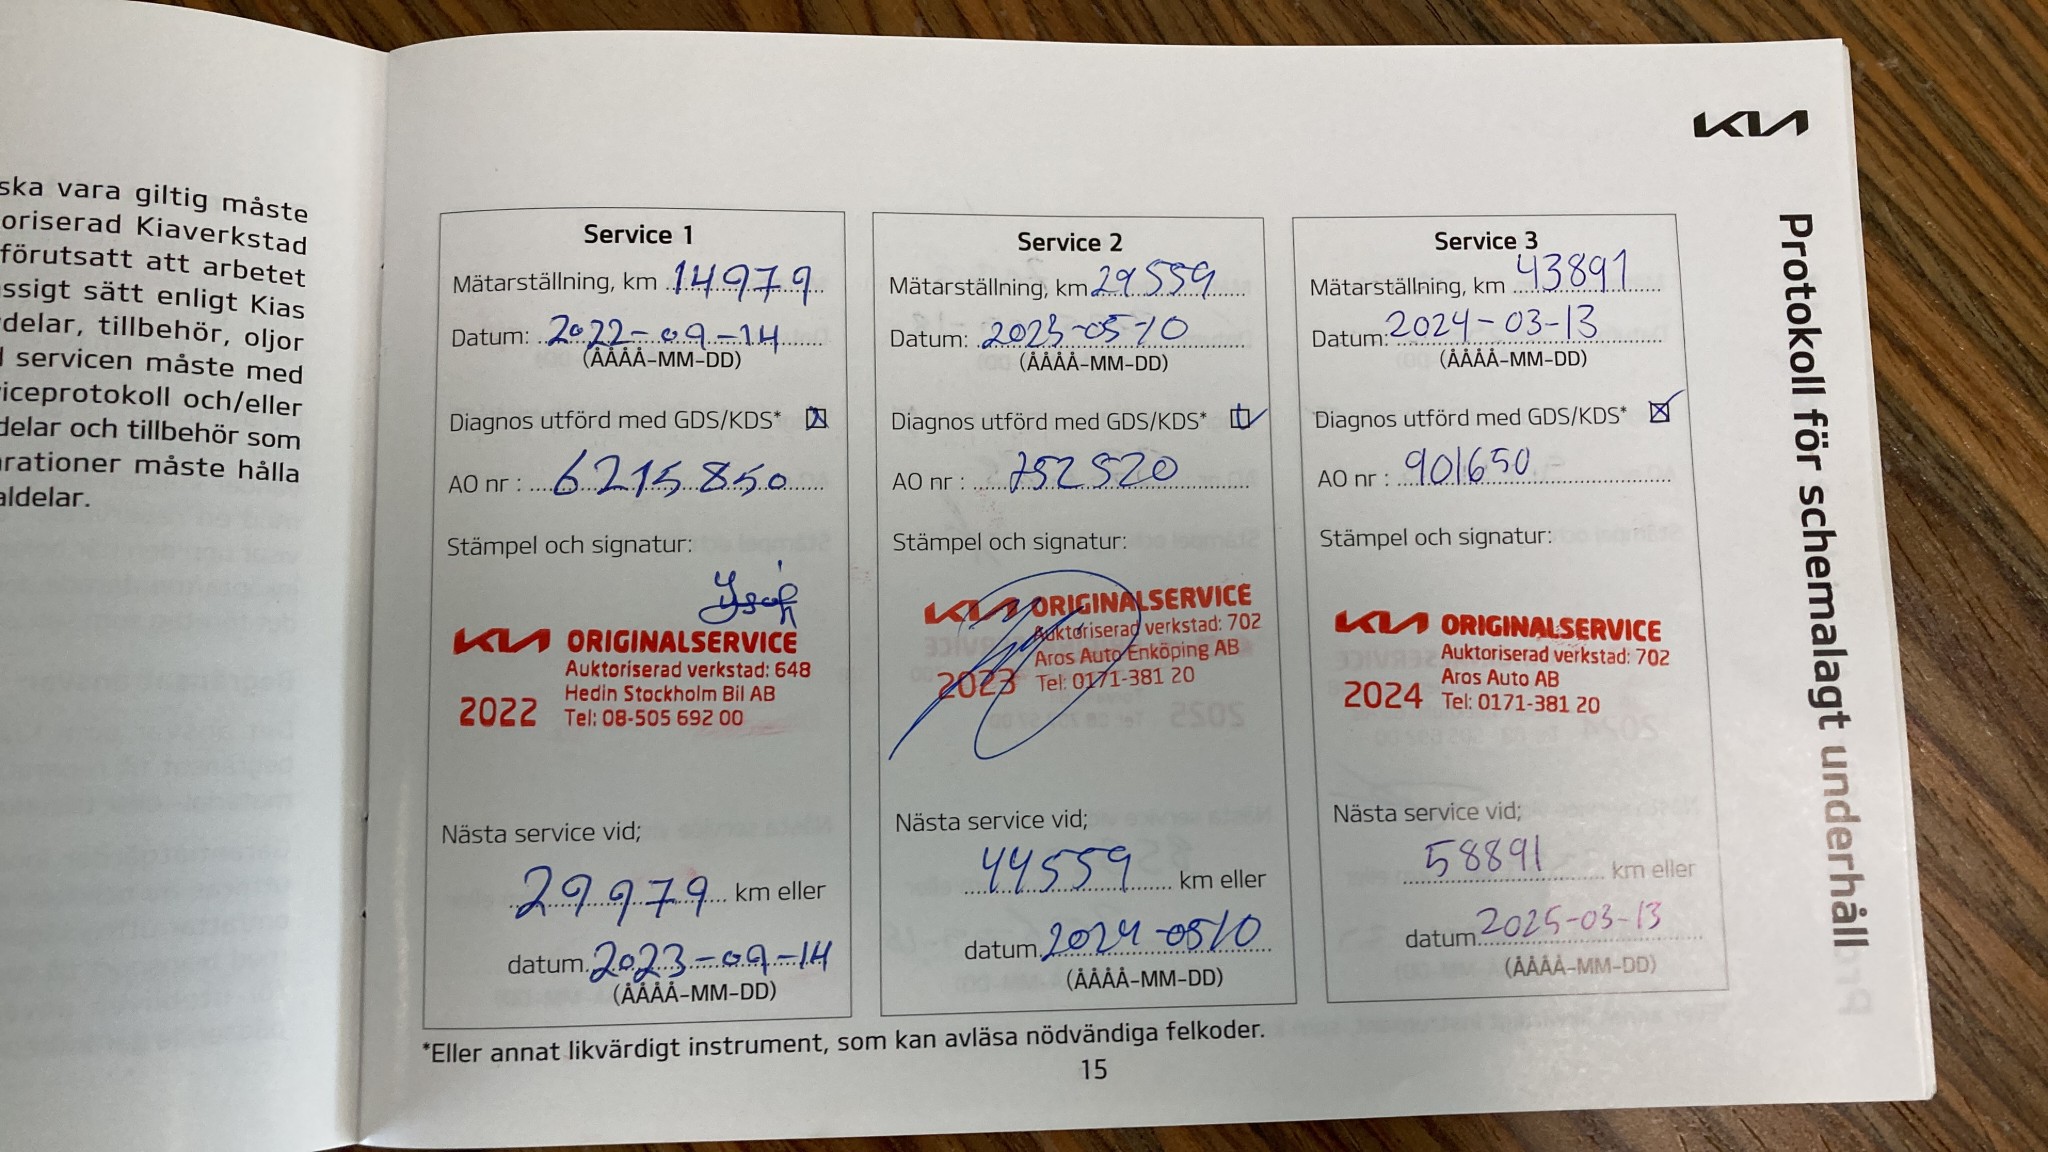 ska vara giltig måste
oriserad Kiaverkstad
förutsatt att arbetet
ssigt sätt enligt Kias
delar, tillbehör, oljor
servicen måste med
iceprotokoll och/eller
delar och tillbehör som
arationer måste hålla
aldelar.
KIA
Protokoll för schemalagt underhåll
Service 1
Mätarställning, km 14979
Datum: 2022-09-14
(ÅÅÅÅ-MM-DD)
Diagnos utförd med GDS/KDS*
AO nr : 6215850
Stämpel och signatur:
KIA ORIGINALSERVICE
Auktoriserad verkstad: 648
Hedin Stockholm Bil AB
2022 Tel: 08-505 692 00
Nästa service vid;
29979 km eller
datum. 2023-09-14
(ÅÅÅÅ-MM-DD)
Service 2
Mätarställning, km 29559
Datum: 2023-05-10
(ÅÅÅÅ-MM-DD)
Diagnos utförd med GDS/KDS*
AO nr : 752520
Stämpel och signatur:
KIA ORIGINALSERVICE
Auktoriserad verkstad: 702
Aros Auto Enköping AB
2023 Tel: 0171-381 20
Nästa service vid;
44559 km eller
datum. 2024-0510
(ÅÅÅÅ-MM-DD)
Service 3
Mätarställning, km 43891
Datum: 2024-03-13
(ÅÅÅÅ-MM-DD)
Diagnos utförd med GDS/KDS*
AO nr : 901650
Stämpel och signatur:
KIA ORIGINALSERVICE
Auktoriserad verkstad: 702
Aros Auto AB
2024 Tel: 0171-381 20
Nästa service vid;
58891 km eller
datum. 2025-03-13
(ÅÅÅÅ-MM-DD)
*Eller annat likvärdigt instrument, som kan avläsa nödvändiga felkoder.
15